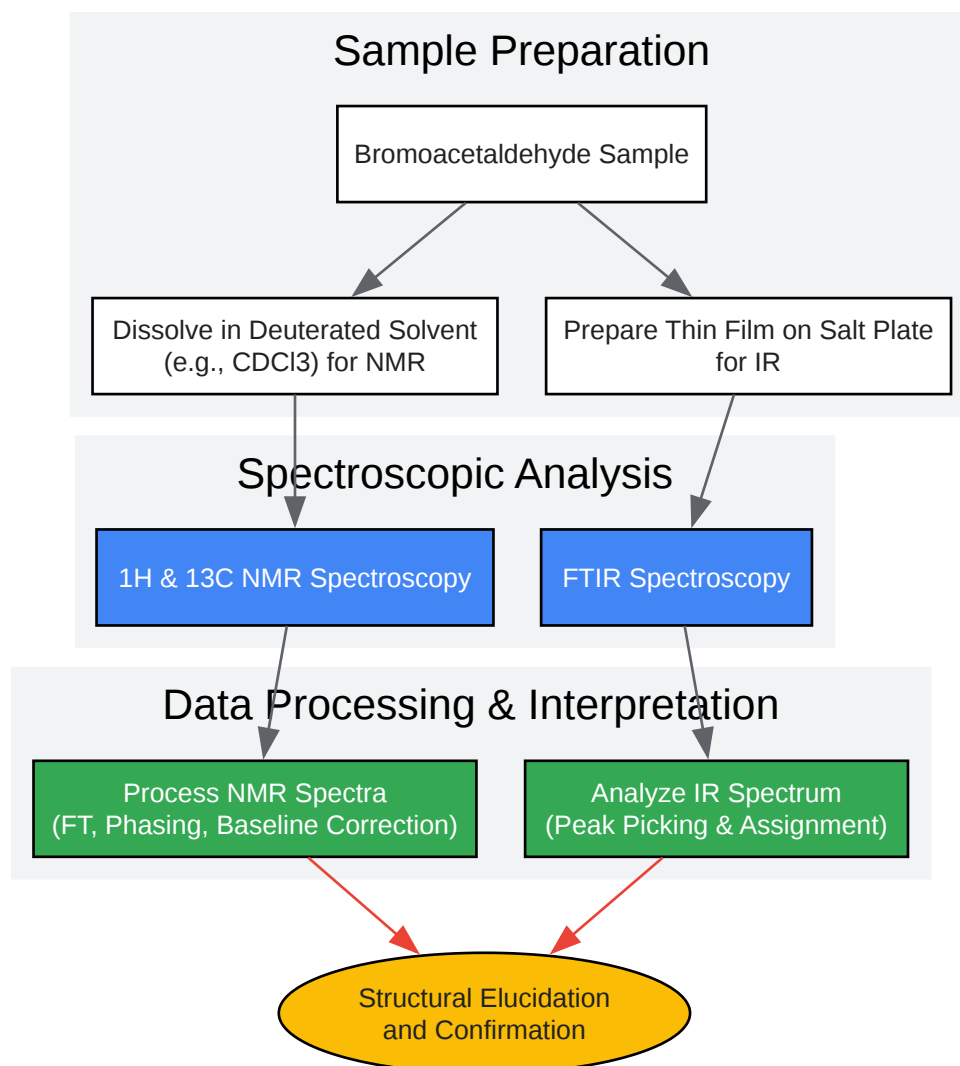 Sample Preparation
Bromoacetaldehyde Sample
Dissolve in Deuterated Solvent
(e.g., CDCl3) for NMR
Prepare Thin Film on Salt Plate
for IR
Spectroscopic Analysis
1H & 13C NMR Spectroscopy
FTIR Spectroscopy
Data Processing & Interpretation
Process NMR Spectra
(FT, Phasing, Baseline Correction)
Analyze IR Spectrum
(Peak Picking & Assignment)
Structural Elucidation
and Confirmation